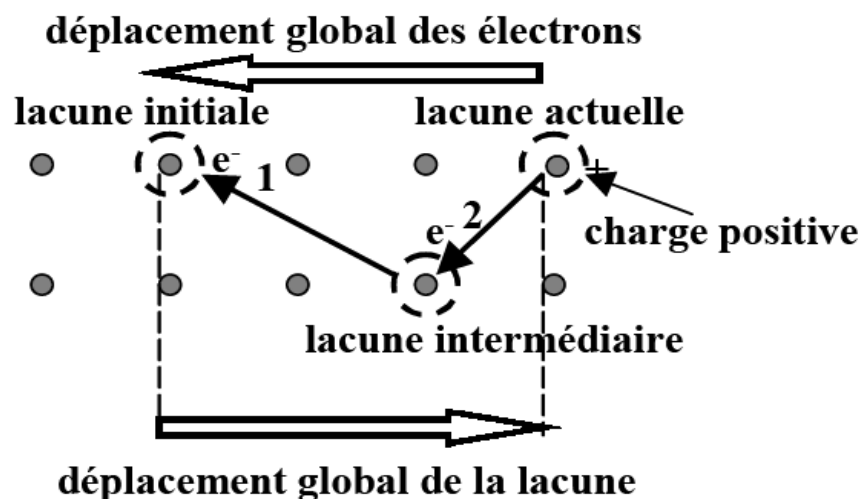 déplacement global des électrons
lacune initiale
lacune actuelle
e- 1
+
e- 2
charge positive
lacune intermédiaire
déplacement global de la lacune